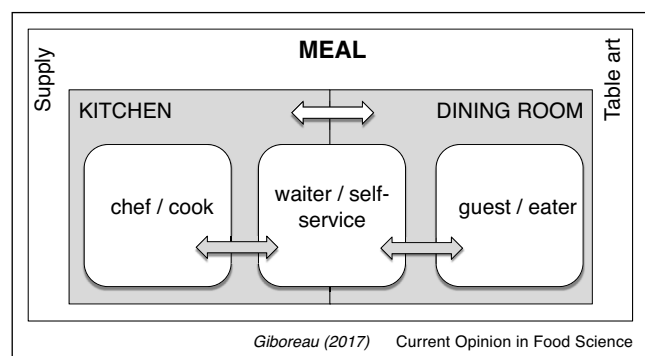 MEAL
Supply
Table art
KITCHEN
DINING ROOM
chef / cook
waiter / self-
service
guest / eater
Giboreau (2017) Current Opinion in Food Science